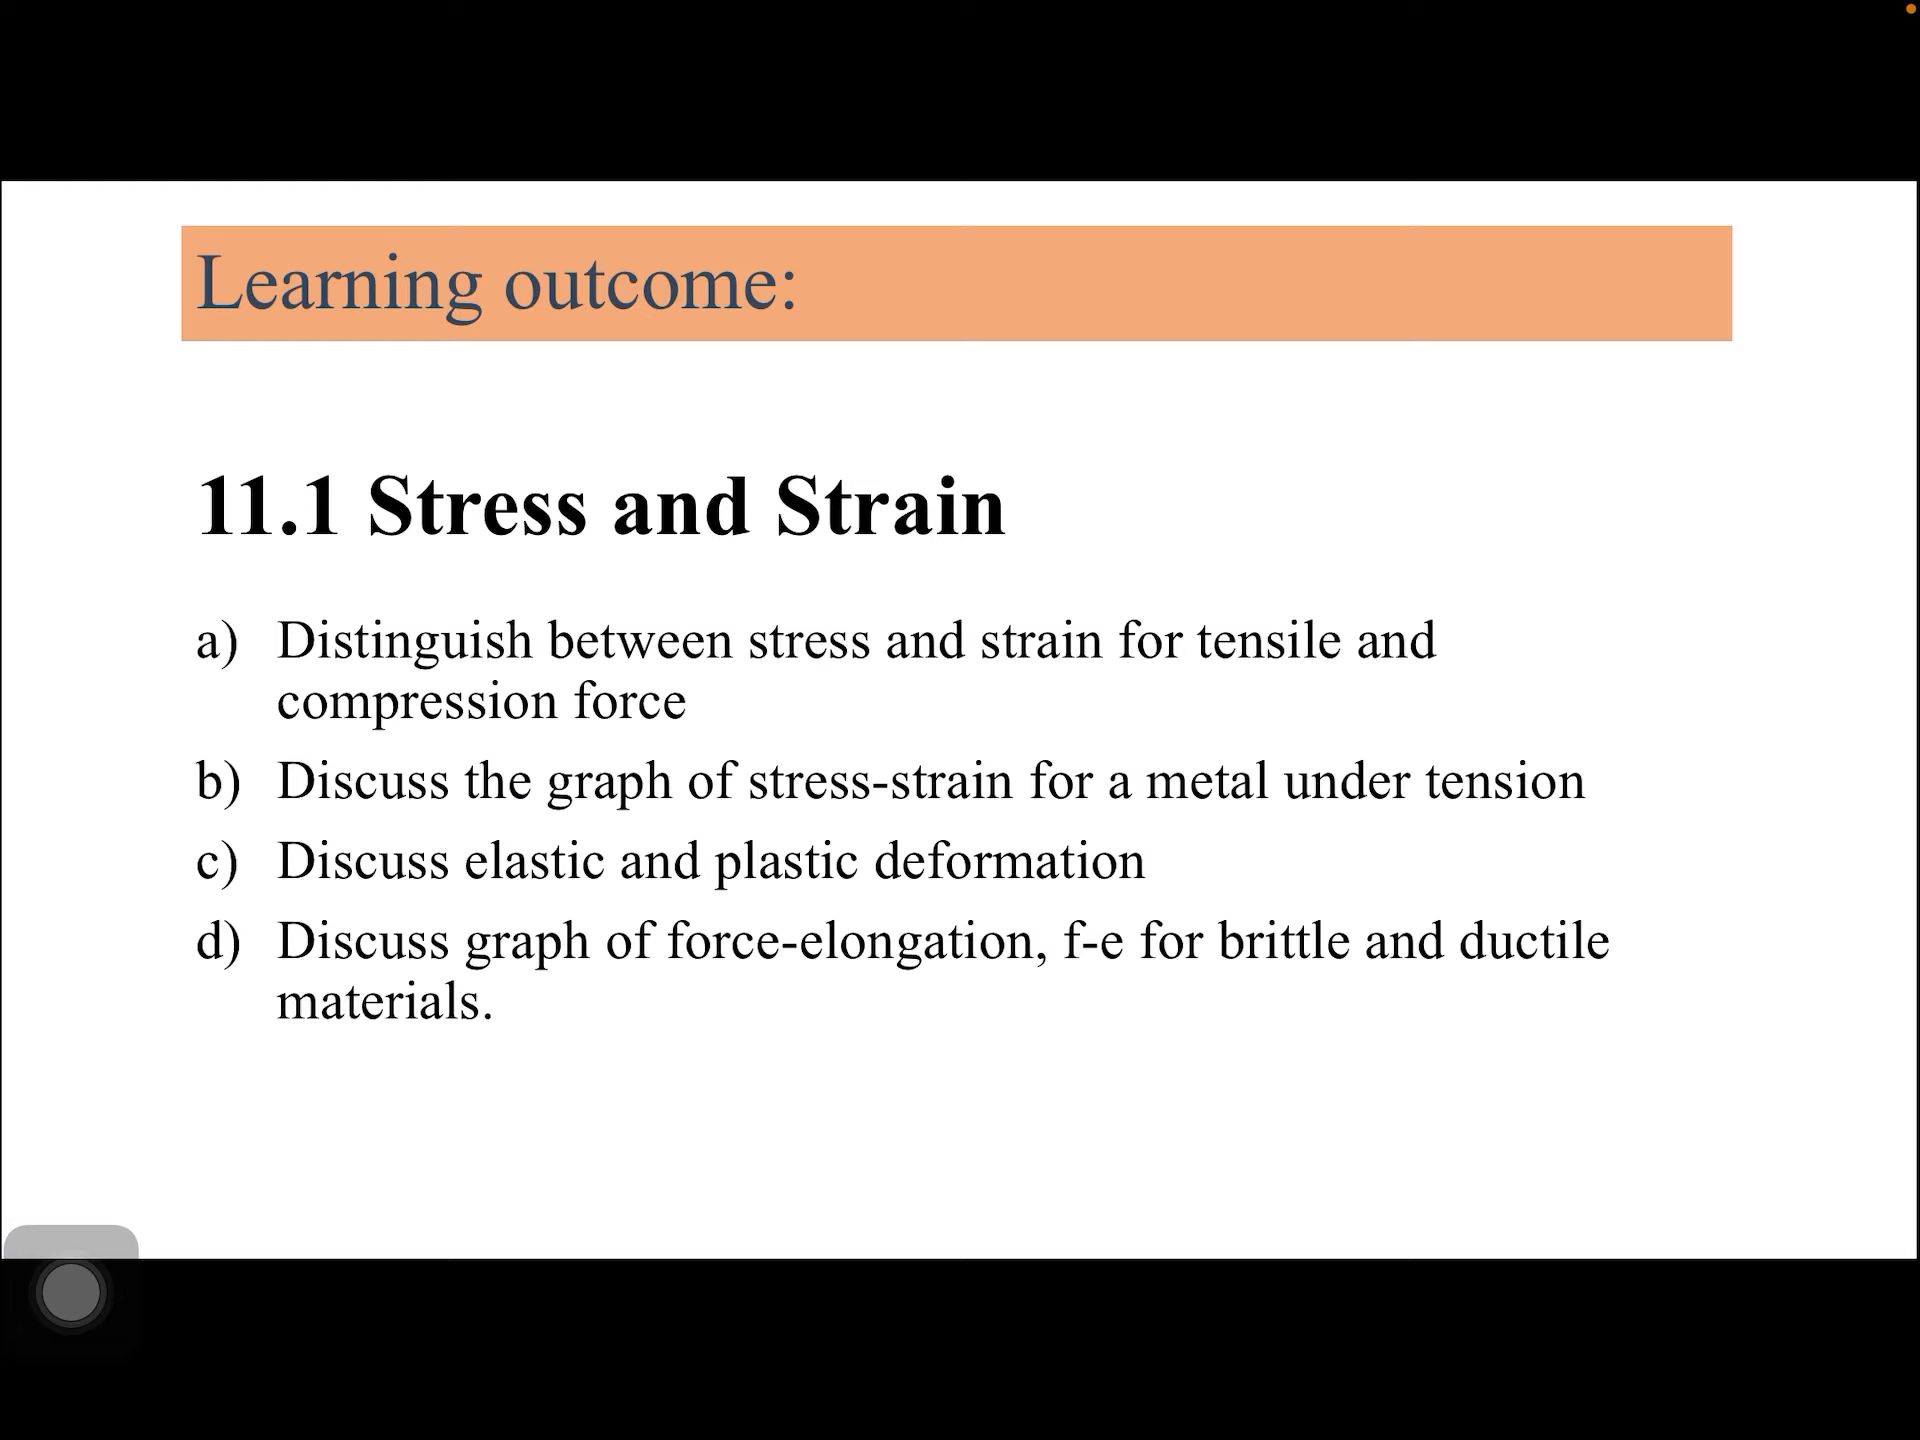 Learning outcome:
11.1 Stress and Strain
a) Distinguish between stress and strain for tensile and
compression force
b) Discuss the graph of stress-strain for a metal under tension
c) Discuss elastic and plastic deformation
d) Discuss graph of force-elongation, f-e for brittle and ductile
materials.